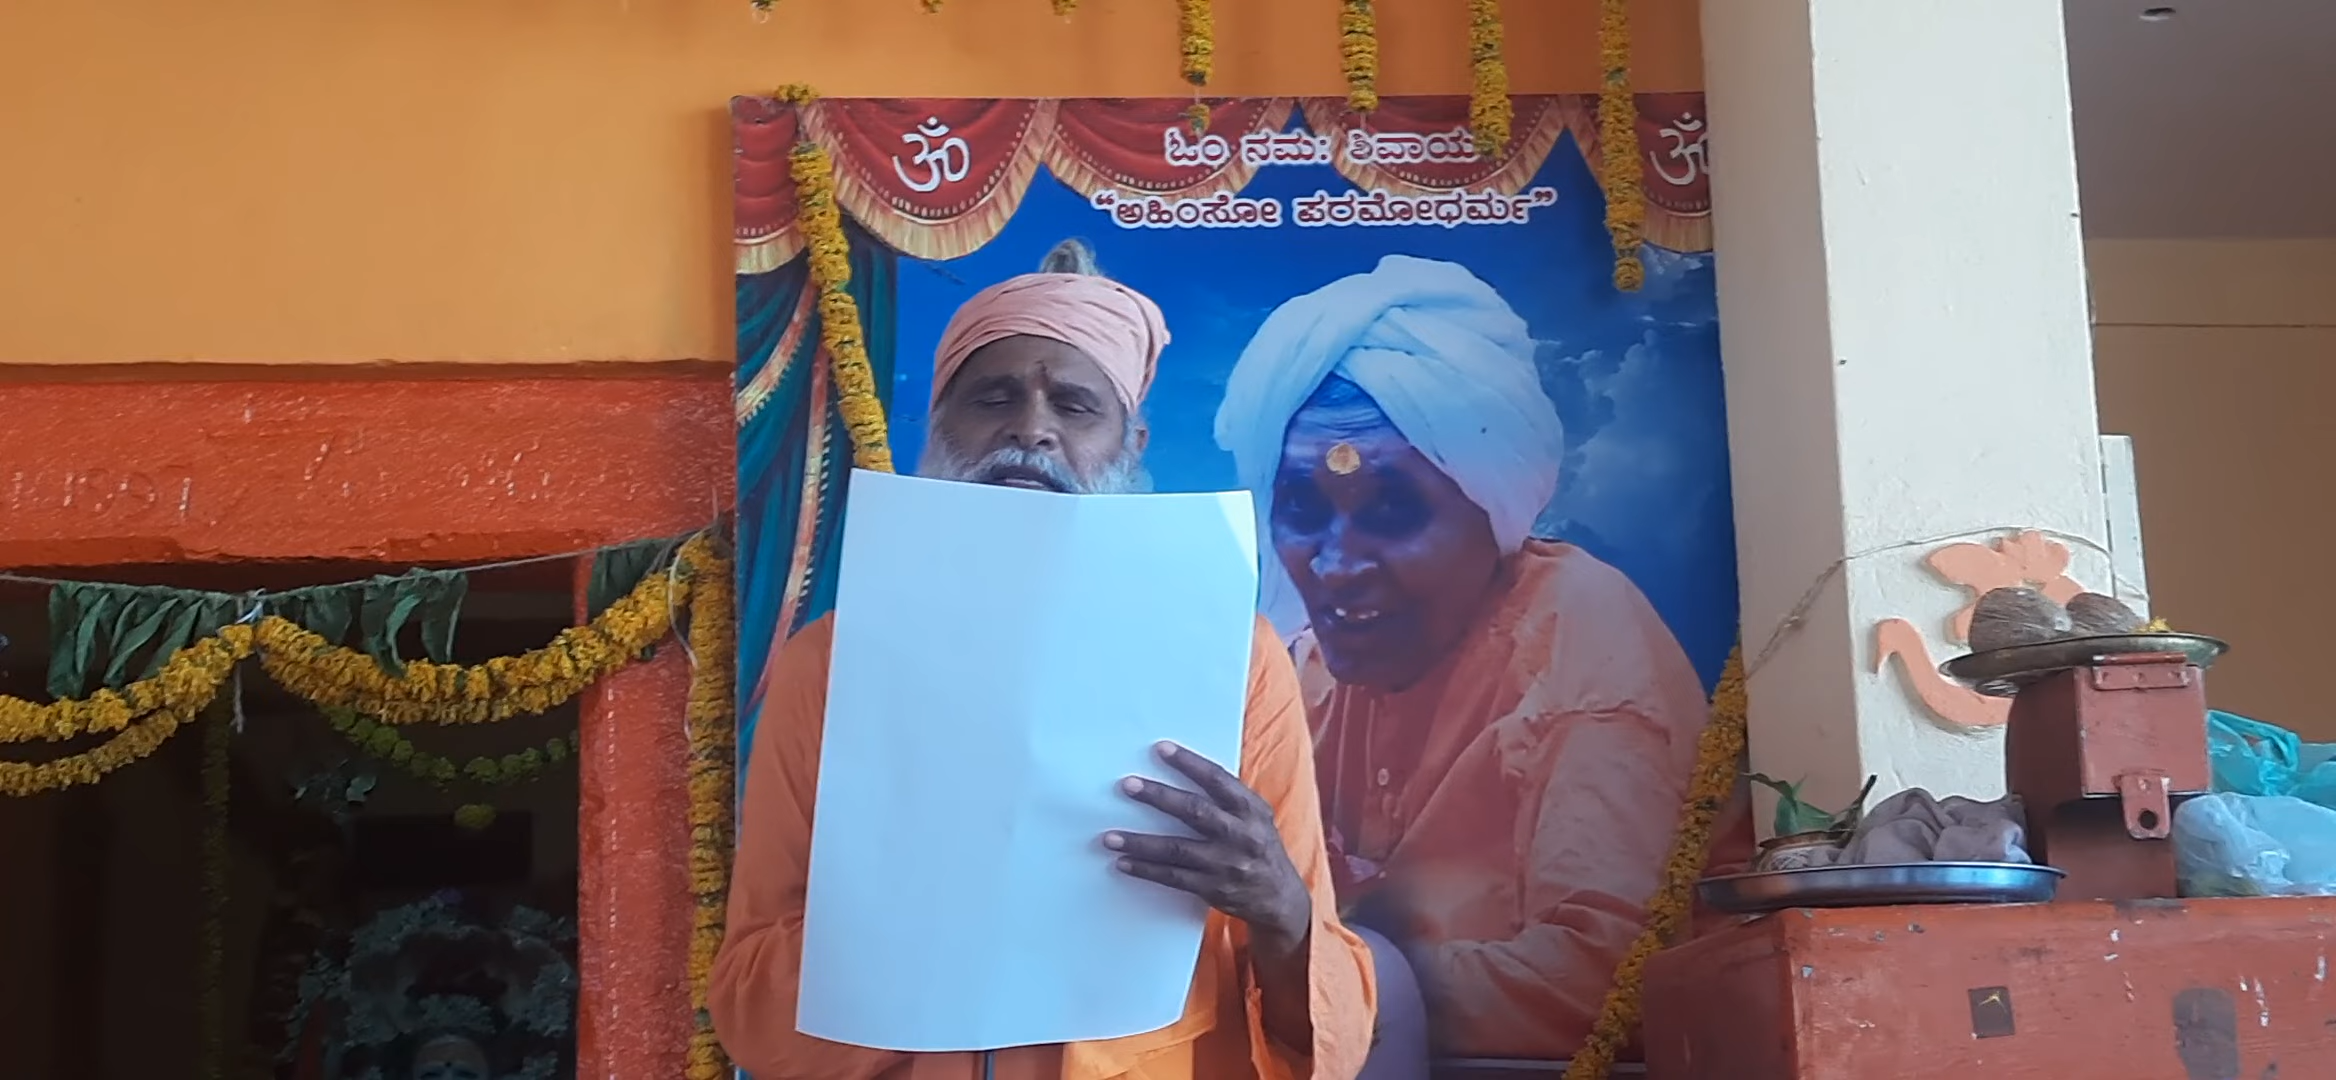 ॐ ಓಂ ನಮಃ ಶಿವಾಯ ॐ
“ಅಹಿಂಸೋ ಪರಮೋಧರ್ಮ”